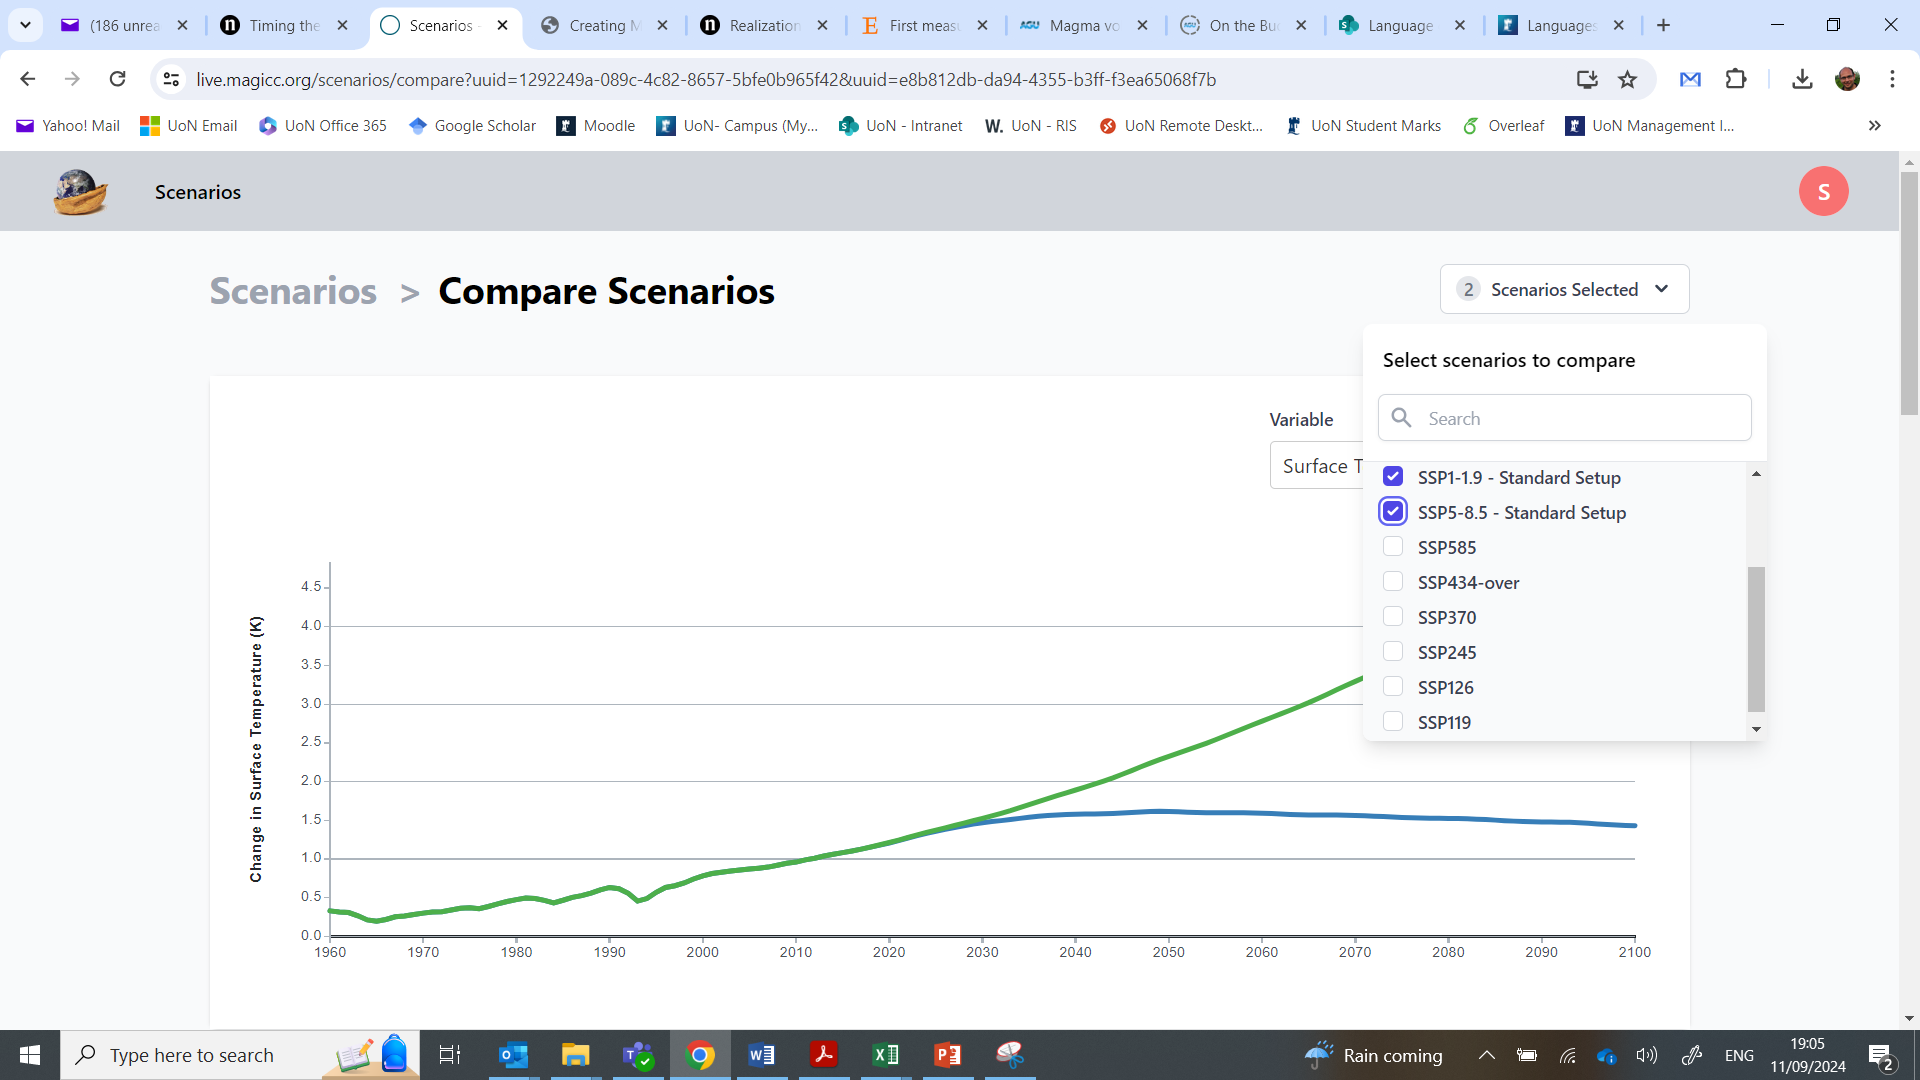 (186 unrea
Timing the
Scenarios -
Creating M
Realization
First meas
AGU Magma vo
On the Buc
Language
Languages
live.magicc.org/scenarios/compare?uuid=1292249a-089c-4c82-8657-5bfe0b965f42&uuid=e8b812db-da94-4355-b3ff-f3ea65068f7b
Yahoo! Mail
UoN Email
UoN Office 365
Google Scholar
Moodle
UoN- Campus (My...
UoN - Intranet
W. UoN - RIS
UoN Remote Deskt...
UoN Student Marks
Overleaf
UoN Management I...
Scenarios
S
Scenarios > Compare Scenarios
2 Scenarios Selected
Select scenarios to compare
Search
SSP1-1.9 - Standard Setup
SSP5-8.5 - Standard Setup
SSP585
SSP434-over
SSP370
SSP245
SSP126
SSP119
Variable
Surface T
Change in Surface Temperature (K)
4.5
4.0
3.5
3.0
2.5
2.0
1.5
1.0
0.5
0.0
1960 1970 1980 1990 2000 2010 2020 2030 2040 2050 2060 2070 2080 2090 2100
Type here to search
Rain coming
ENG
19:05
11/09/2024
2